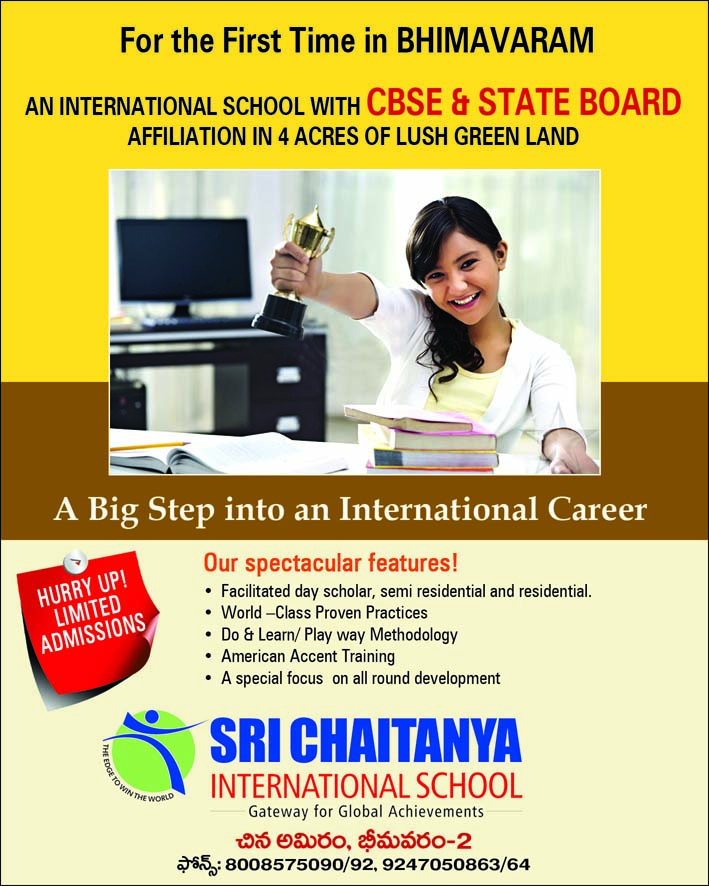 For the First Time in BHIMAVARAM
AN INTERNATIONAL SCHOOL WITH CBSE & STATE BOARD
AFFILIATION IN 4 ACRES OF LUSH GREEN LAND
A Big Step into an International Career
HURRY UP!
LIMITED
ADMISSIONS
Our spectacular features!
• Facilitated day scholar, semi residential and residential.
• World –Class Proven Practices
• Do & Learn/ Play way Methodology
• American Accent Training
• A special focus on all round development
THE EDGE TO WIN THE WORLD
SRI CHAITANYA
INTERNATIONAL SCHOOL
Gateway for Global Achievements
చిన అమిరం, భీమవరం-2
ఫోన్స్: 8008575090/92, 9247050863/64